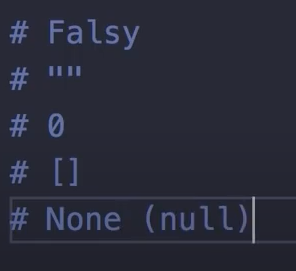 # Falsy
# ""
# 0
# []
# None (null)